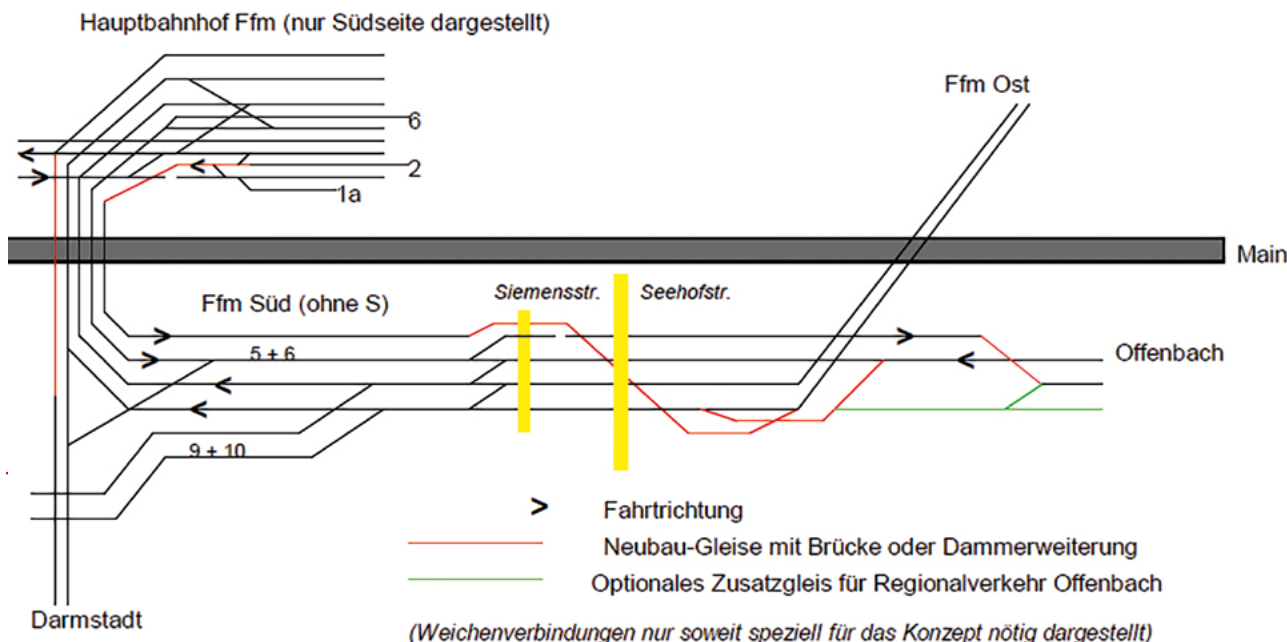 Hauptbahnhof Ffm (nur Südseite dargestellt)
Ffm Ost
6
2
1a
Main
Ffm Süd (ohne S)
Siemensstr.
Seehofstr.
5 + 6
Offenbach
9 + 10
> Fahrtrichtung
Neubau-Gleise mit Brücke oder Dammerweiterung
Optionales Zusatzgleis für Regionalverkehr Offenbach
Darmstadt
(Weichenverbindungen nur soweit speziell für das Konzept nötig dargestellt)